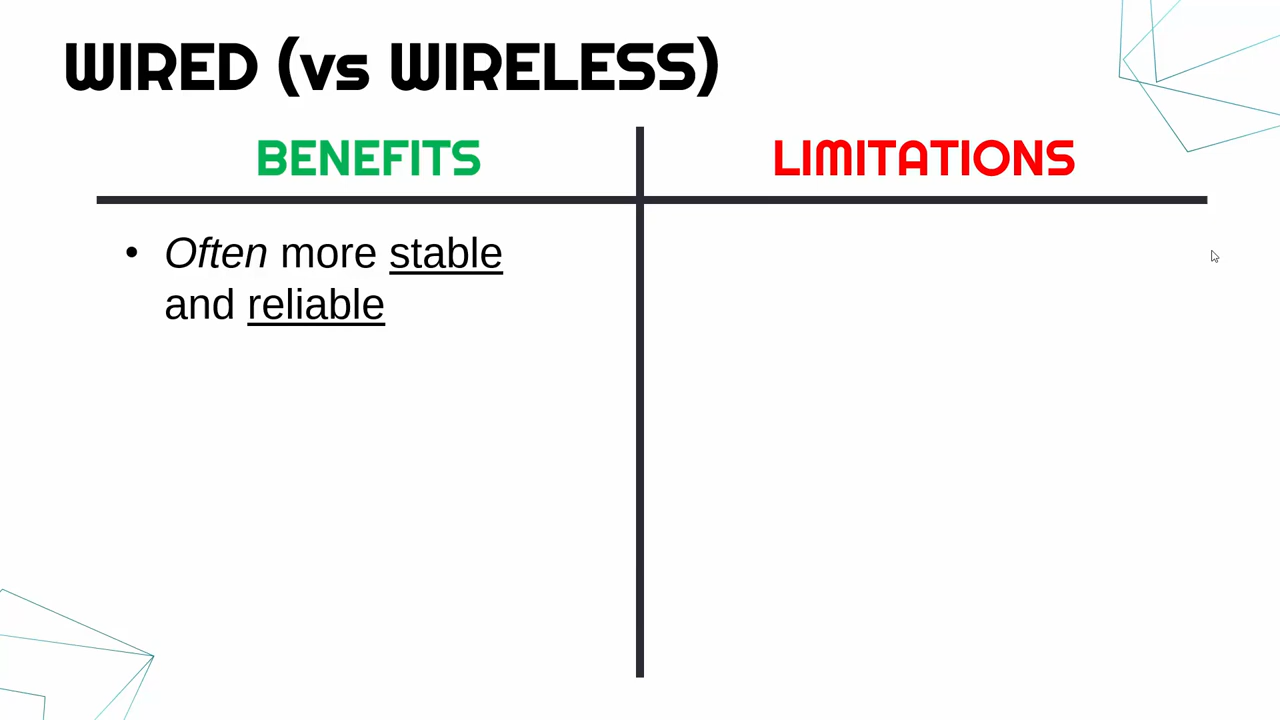 WIRED (vs WIRELESS)
BENEFITS
LIMITATIONS
• Often more stable
and reliable